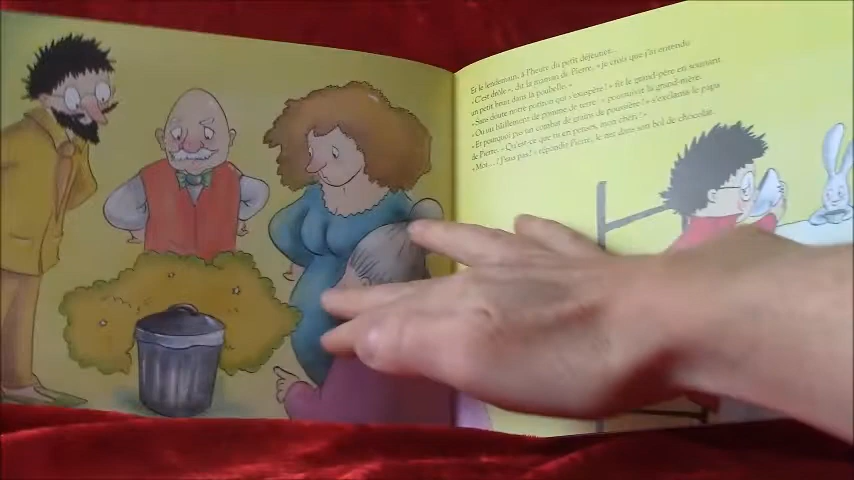 Et le lendemain, à l'heure du petit déjeuner...
« C'est drôle », dit la maman de Pierre, « je crois que j'ai entendu
un petit bruit dans la poubelle. »
« Sans doute notre potiron qui s'exaspère! » fit le grand-père en souriant.
« Ou un bâillement de pomme de terre » poursuivit la grand-mère.
« Et pourquoi pas un combat de grains de poussière! » s'exclama le papa
de Pierre. « Qu'est-ce que tu en penses, mon chéri? »
« Moi...? J'sais pas! » répondit Pierre, le nez dans son bol de chocolat.